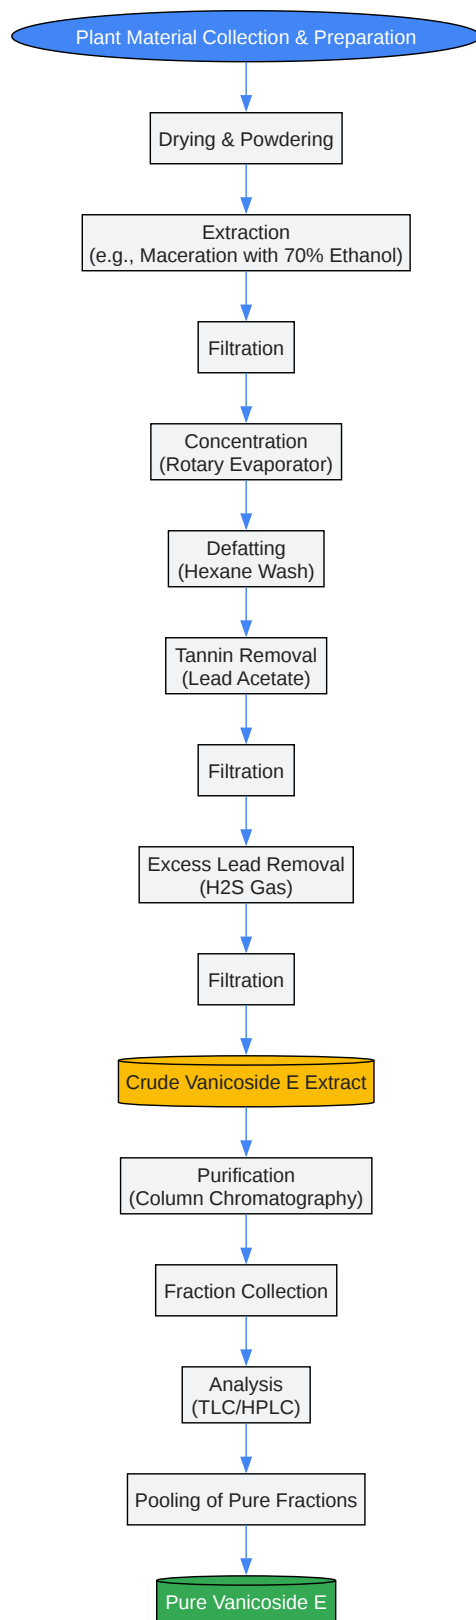 Plant Material Collection & Preparation
Drying & Powdering
Extraction
(e.g., Maceration with 70% Ethanol)
Filtration
Concentration
(Rotary Evaporator)
Defatting
(Hexane Wash)
Tannin Removal
(Lead Acetate)
Filtration
Excess Lead Removal
(H2S Gas)
Filtration
Crude Vanicoside E Extract
Purification
(Column Chromatography)
Fraction Collection
Analysis
(TLC/HPLC)
Pooling of Pure Fractions
Pure Vanicoside E